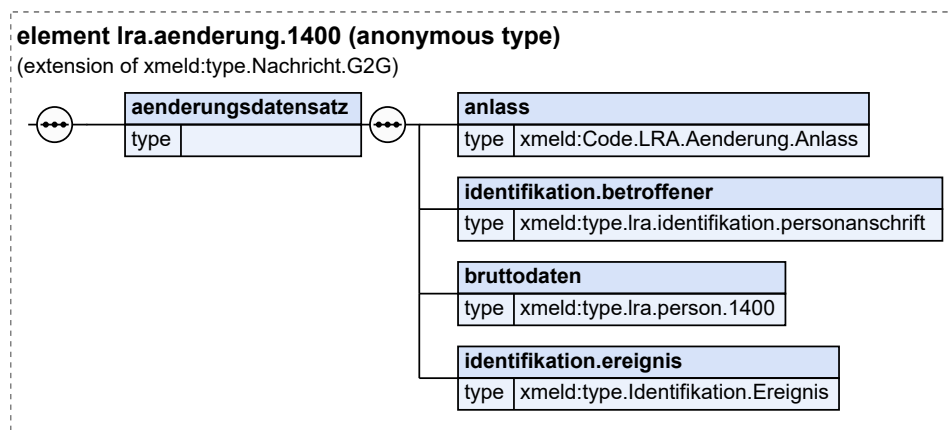 element lra.aenderung.1400 (anonymous type)
(extension of xmeld:type.Nachricht.G2G)
aenderungsdatensatz
type
anlass
type xmeld:Code.LRA.Aenderung.Anlass
identifikation.betroffener
type xmeld:type.lra.identifikation.personanschrift
bruttodaten
type xmeld:type.lra.person.1400
identifikation.ereignis
type xmeld:type.Identifikation.Ereignis